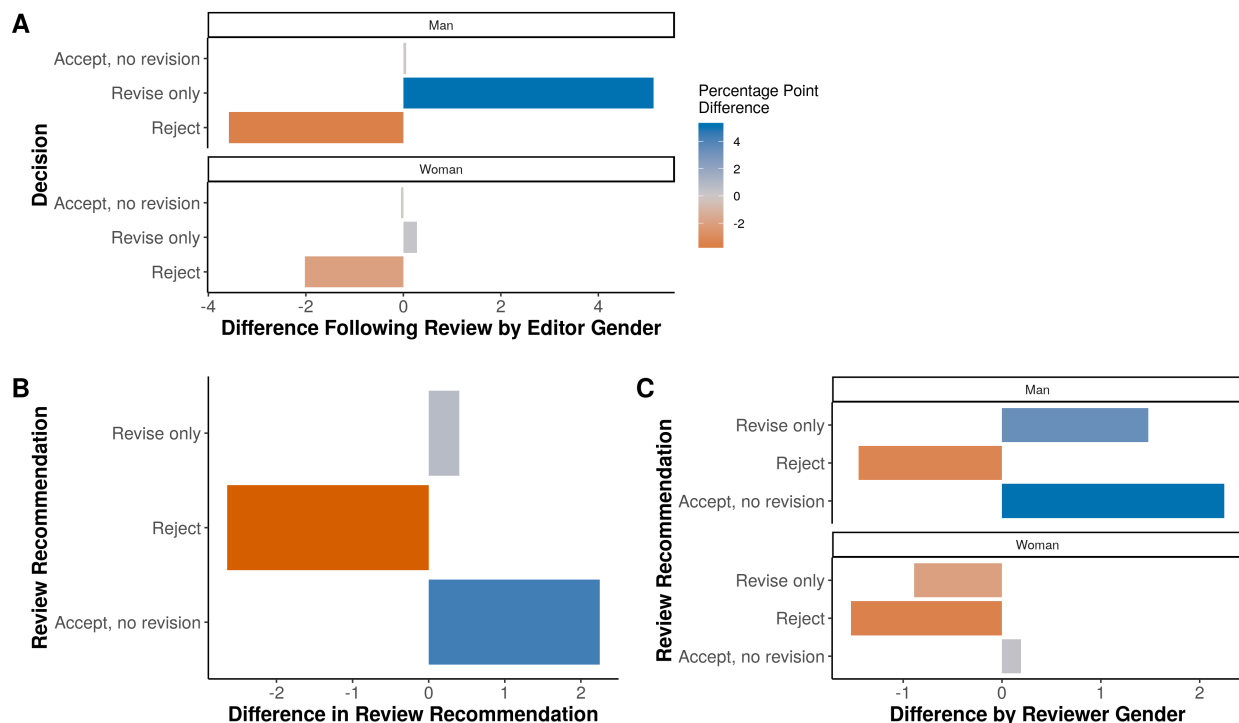 A
Man
Accept, no revision
Revise only
Reject
Woman
Accept, no revision
Revise only
Reject
Decision
-4 -2 0 2 4
Difference Following Review by Editor Gender
Percentage Point
Difference
4
2
0
-2
B
Revise only
Reject
Accept, no revision
Review Recommendation
-2 -1 0 1 2
Difference in Review Recommendation
C
Man
Revise only
Reject
Accept, no revision
Woman
Revise only
Reject
Accept, no revision
Review Recommendation
-1 0 1 2
Difference by Reviewer Gender